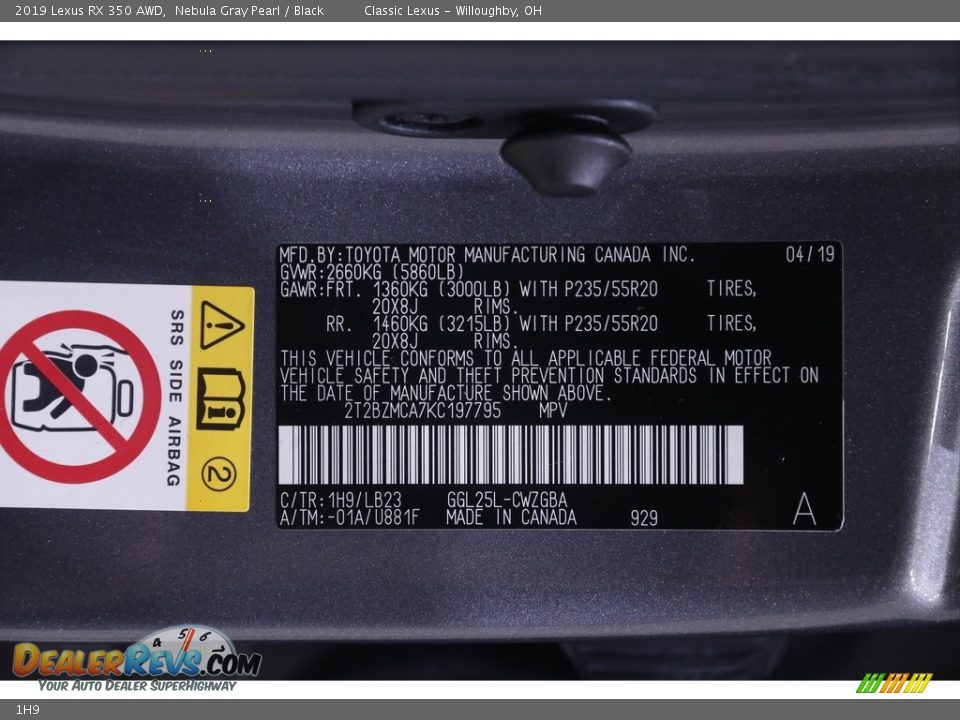 2019 Lexus RX 350 AWD, Nebula Gray Pearl / Black Classic Lexus - Willoughby, OH
MFD.BY:TOYOTA MOTOR MANUFACTURING CANADA INC. 04/19
GVWR:2660KG (5860LB)
GAWR:FRT. 1360KG (3000LB) WITH P235/55R20 TIRES,
20X8J RIMS.
RR. 1460KG (3215LB) WITH P235/55R20 TIRES,
20X8J RIMS.
THIS VEHICLE CONFORMS TO ALL APPLICABLE FEDERAL MOTOR
VEHICLE SAFETY AND THEFT PREVENTION STANDARDS IN EFFECT ON
THE DATE OF MANUFACTURE SHOWN ABOVE.
2T2BZMCA7KC197795 MPV
C/TR:1H9/LB23 GGL25L-CWZGBA
A/TM:-01A/U881F MADE IN CANADA 929 A
SRS SIDE AIRBAG
2
4 5 6 7
DEALERREVS.COM
YOUR AUTO DEALER SUPERHIGHWAY
1H9